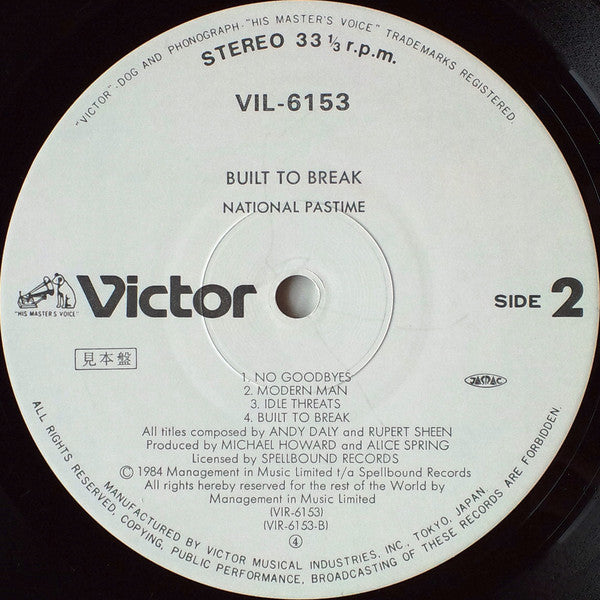 "VICTOR"-DOG AND PHONOGRAPH-"HIS MASTER'S VOICE" TRADEMARKS REGISTERED.
STEREO 33 1/3 r.p.m.
VIL-6153
BUILT TO BREAK
NATIONAL PASTIME
"HIS MASTER'S VOICE"
Victor
SIDE 2
見本盤
JASRAC
1. NO GOODBYES
2. MODERN MAN
3. IDLE THREATS
4. BUILT TO BREAK
All titles composed by ANDY DALY and RUPERT SHEEN
Produced by MICHAEL HOWARD and ALICE SPRING
Licensed by SPELLBOUND RECORDS
Ⓒ 1984 Management in Music Limited t/a Spellbound Records
All rights hereby reserved for the rest of the World by
Management in Music Limited
(VIR-6153)
(VIR-6153-B)
④
MANUFACTURED BY VICTOR MUSICAL INDUSTRIES, INC., TOKYO, JAPAN
ALL RIGHTS RESERVED, COPYING, PUBLIC PERFORMANCE, BROADCASTING OF THESE RECORDS ARE FORBIDDEN.